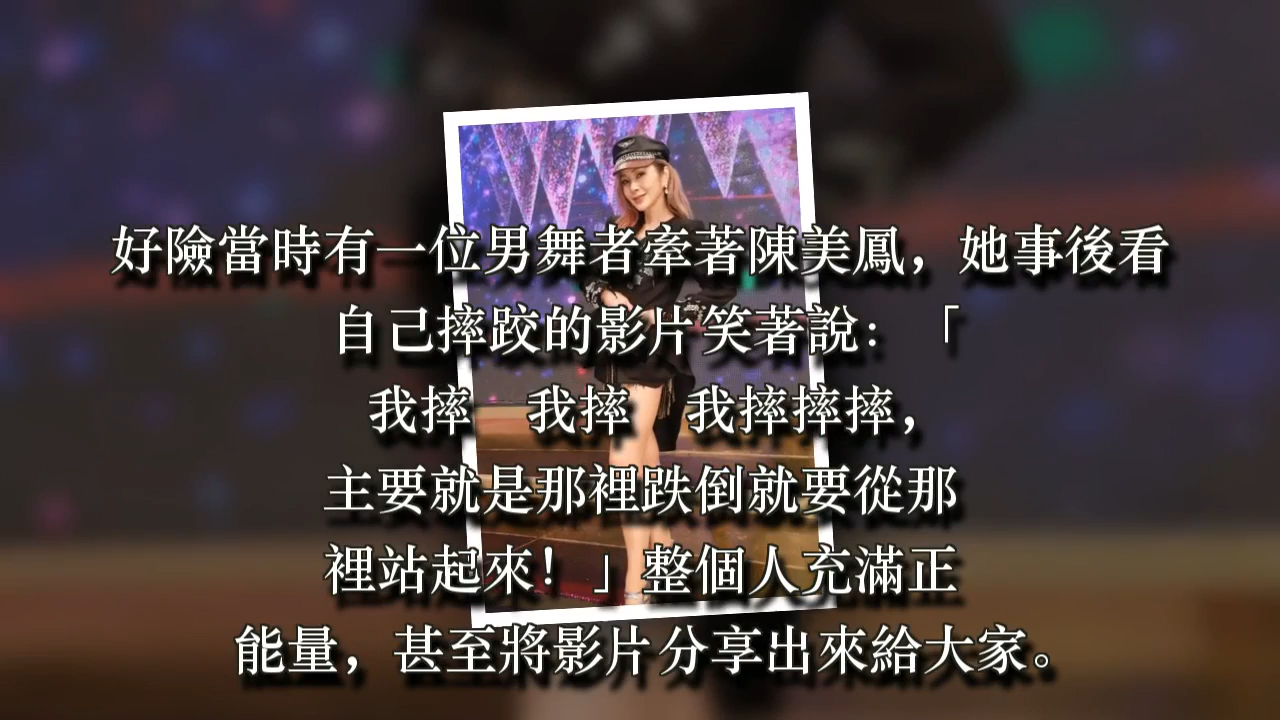 好險當時有一位男舞者牽著陳美鳳，她事後看
自己摔跤的影片笑著說：「
我摔　我摔　我摔摔摔，
主要就是那裡跌倒就要從那
裡站起來！」整個人充滿正
能量，甚至將影片分享出來給大家。